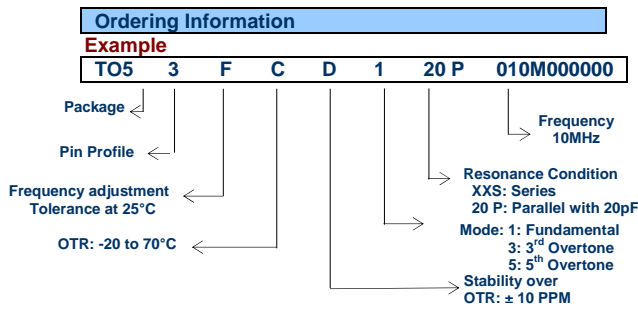 Ordering Information
Example
TO5 3 F C D 1 20 P 010M000000
Package
Frequency
10MHz
Pin Profile
Resonance Condition
XXS: Series
20 P: Parallel with 20pF
Frequency adjustment
Tolerance at 25°C
Mode: 1: Fundamental
3: 3rd Overtone
5: 5th Overtone
OTR: -20 to 70°C
Stability over
OTR: ± 10 PPM